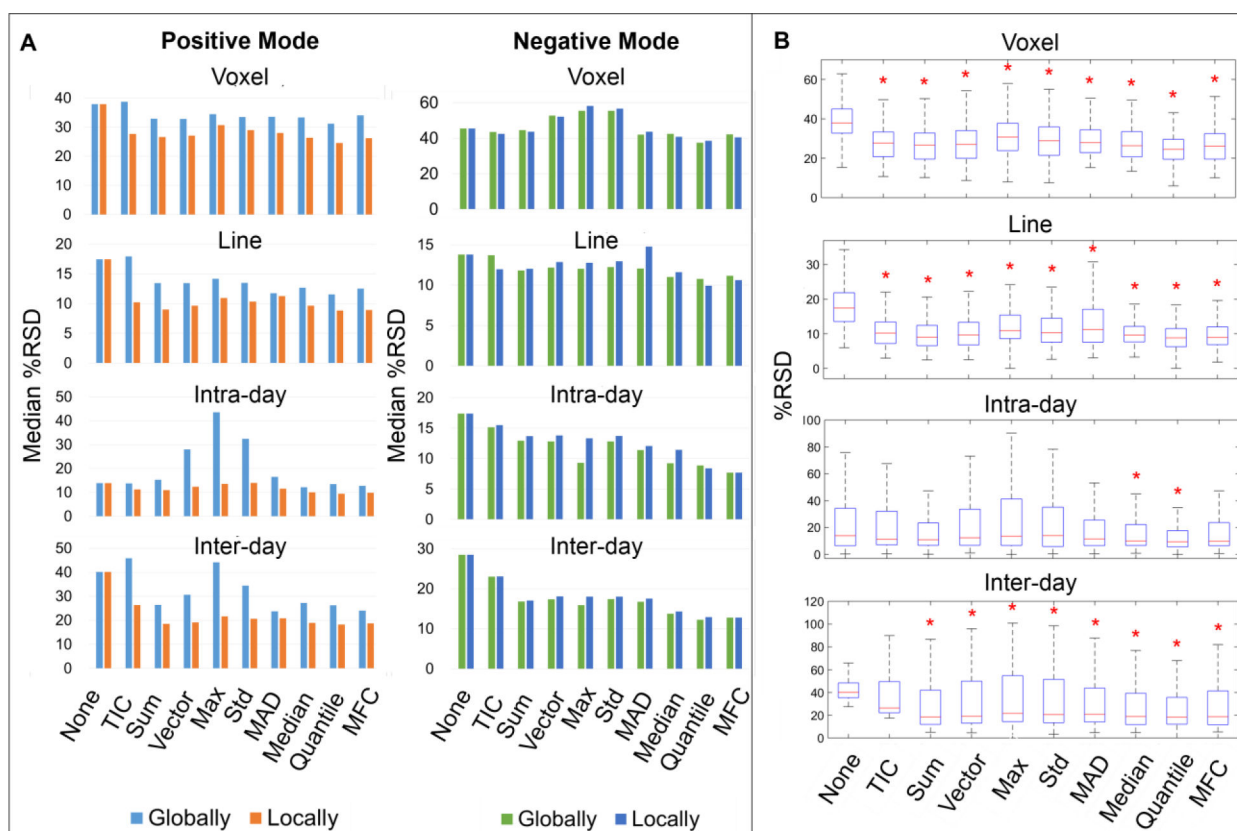 A
Positive Mode
Negative Mode
Voxel
Voxel
40
30
20
10
0
60
40
20
0
Line
Line
20
15
10
5
0
15
10
5
0
Intra-day
Intra-day
50
40
30
20
10
0
20
15
10
5
0
Inter-day
Inter-day
50
40
30
20
10
0
30
20
10
0
Median %RSD
Median %RSD
None TIC Sum Vector Max Std MAD Median Quantile MFC
None TIC Sum Vector Max Std MAD Median Quantile MFC
Globally Locally
Globally Locally
B
Voxel
60
40
20
0
* * * * * * * * *
Line
30
20
10
0
* * * * * * * * *
Intra-day
100
80
60
40
20
0
* *
Inter-day
120
100
80
60
40
20
0
* * * * * * * *
%RSD
None TIC Sum Vector Max Std MAD Median Quantile MFC